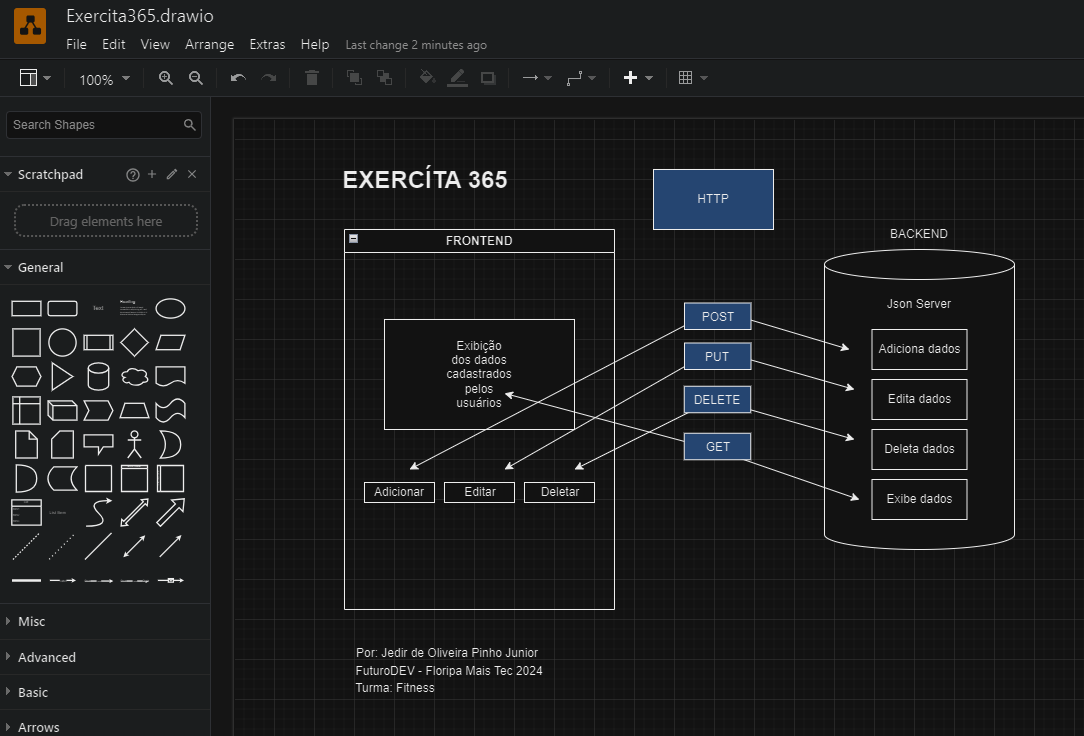 Exercita365.drawio
File Edit View Arrange Extras Help Last change 2 minutes ago
100%
Search Shapes
Scratchpad
Drag elements here
General
Text
Heading
Misc
Advanced
Basic
Arrows
EXERCÍTA 365
HTTP
FRONTEND
Exibição
dos dados
cadastrados
pelos
usuários
Adicionar Editar Deletar
POST
PUT
DELETE
GET
BACKEND
Json Server
Adiciona dados
Edita dados
Deleta dados
Exibe dados
Por: Jedir de Oliveira Pinho Junior
FuturoDEV - Floripa Mais Tec 2024
Turma: Fitness